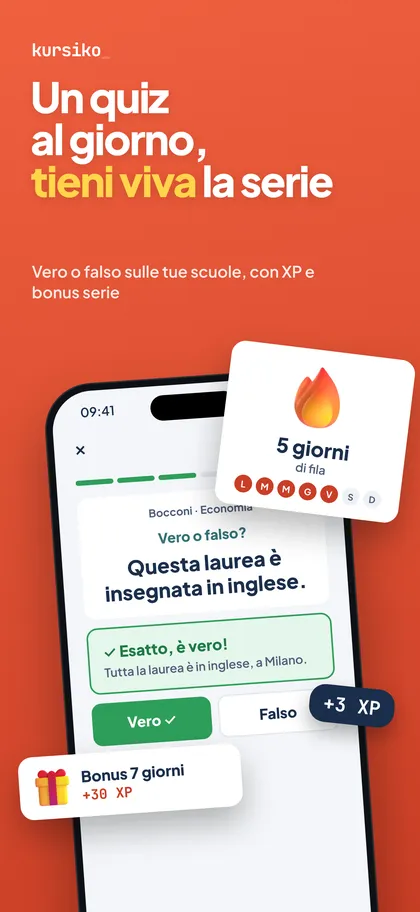 kursiko_
Un quiz
al giorno,
tieni viva la serie
Vero o falso sulle tue scuole, con XP e
bonus serie
09:41
5 giorni
di fila
L M M G V S D
×
Bocconi · Economia
Vero o falso?
Questa laurea è
insegnata in inglese.
✓ Esatto, è vero!
Tutta la laurea è in inglese, a Milano.
Vero ✓
Falso
+3 XP
Bonus 7 giorni
+30 XP